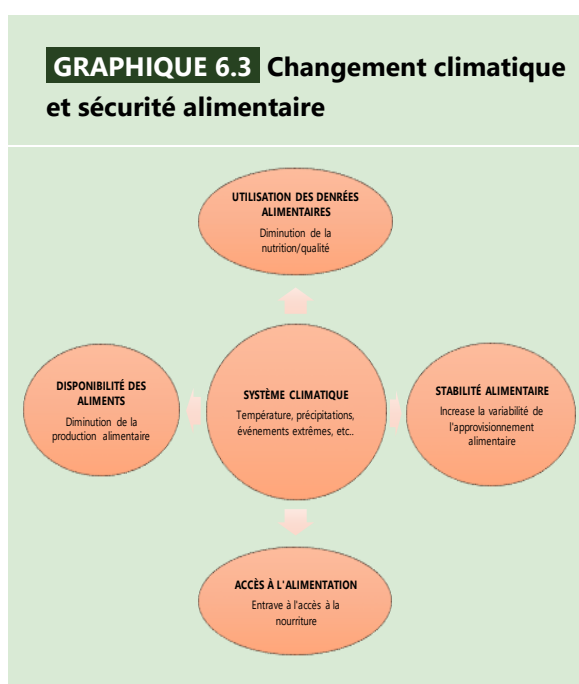 GRAPHIQUE 6.3 Changement climatique
et sécurité alimentaire
UTILISATION DES DENRÉES
ALIMENTAIRES
Diminution de la
nutrition/qualité
DISPONIBILITÉ DES
ALIMENTS
Diminution de la
production alimentaire
SYSTÈME CLIMATIQUE
Température, précipitations,
événements extrêmes, etc..
STABILITÉ ALIMENTAIRE
Increase la variabilité de
l'approvisionnement
alimentaire
ACCÈS À L'ALIMENTATION
Entrave à l'accès à la
nourriture